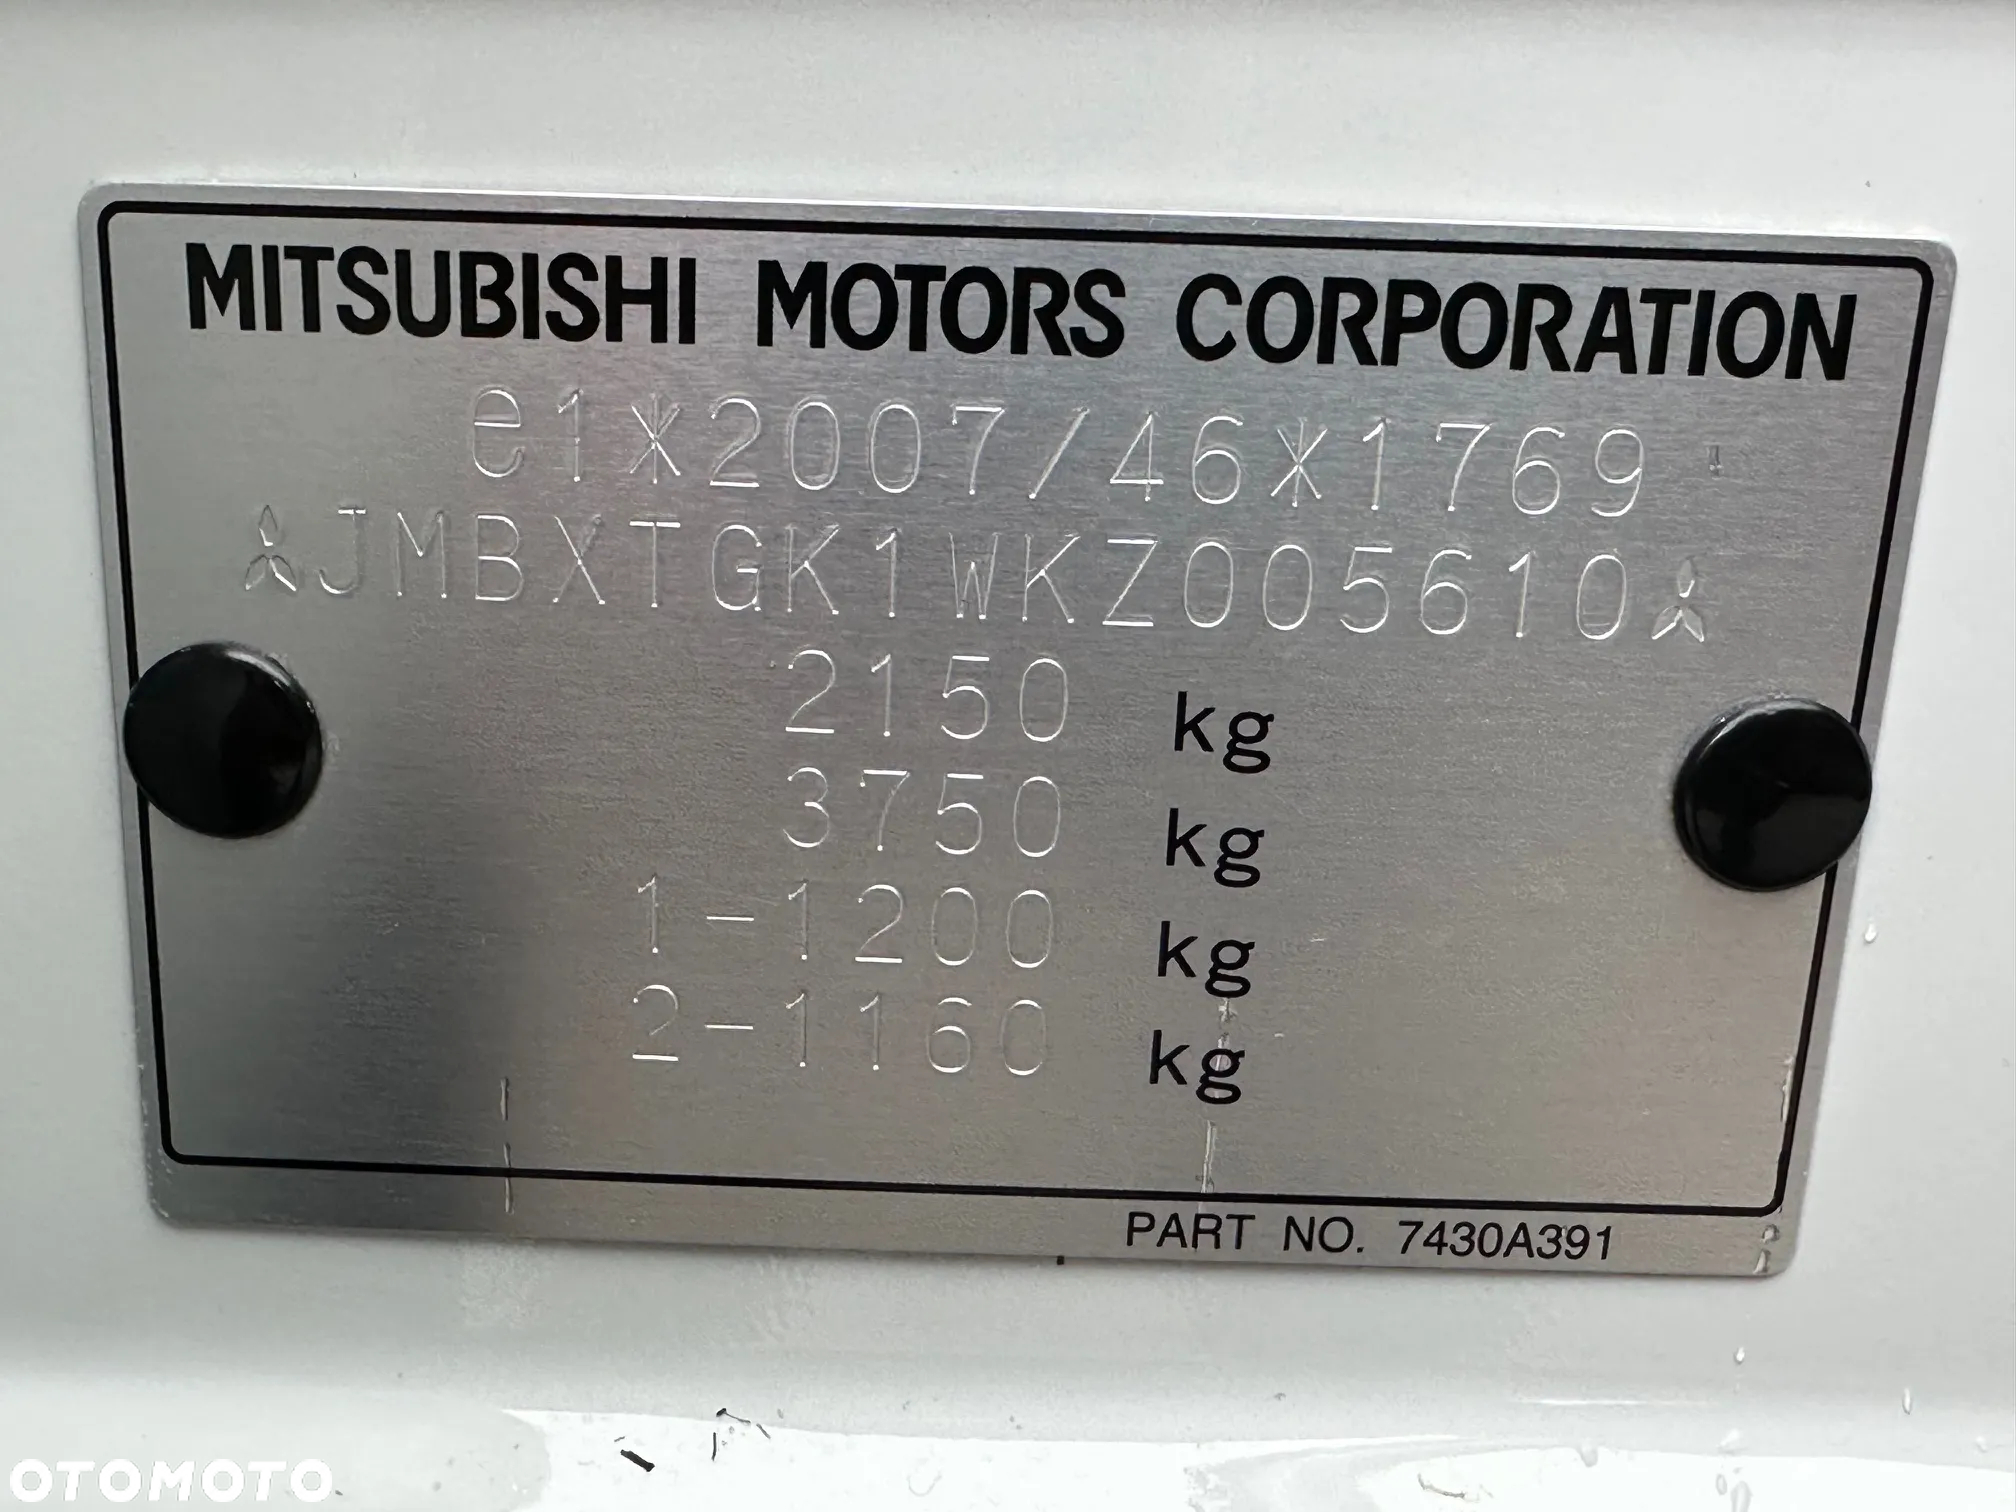 MITSUBISHI MOTORS CORPORATION
e1*2007/46*1769
JMBXTGK1WKZ005610
2150 kg
3750 kg
1-1200 kg
2-1160 kg
PART NO. 7430A391
OTOMOTO